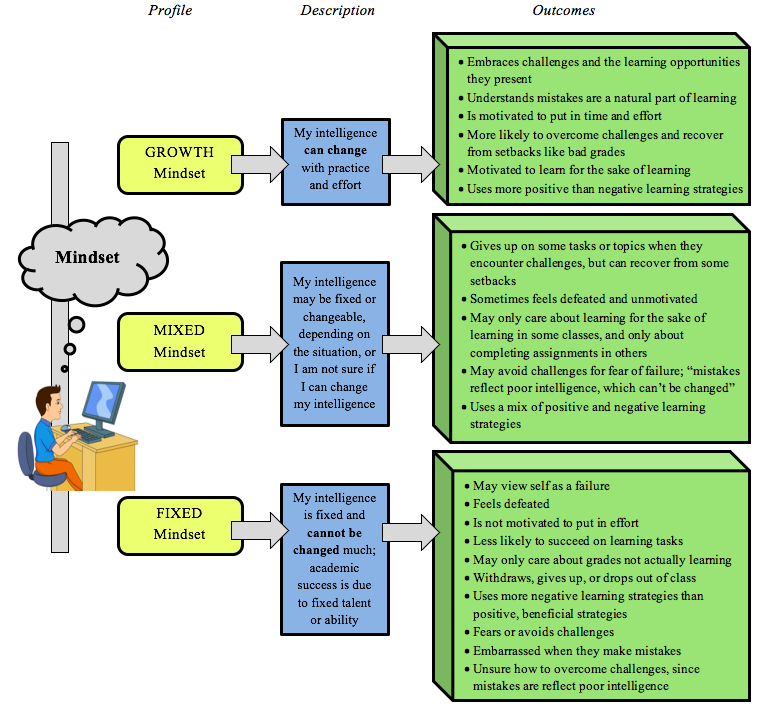 Profile
Description
Outcomes
Mindset
GROWTH
Mindset
My intelligence
can change
with practice
and effort
• Embraces challenges and the learning opportunities
they present
• Understands mistakes are a natural part of learning
• Is motivated to put in time and effort
• More likely to overcome challenges and recover
from setbacks like bad grades
• Motivated to learn for the sake of learning
• Uses more positive than negative learning strategies
MIXED
Mindset
My intelligence
may be fixed or
changeable,
depending on
the situation, or
I am not sure if
I can change
my intelligence
• Gives up on some tasks or topics when they
encounter challenges, but can recover from some
setbacks
• Sometimes feels defeated and unmotivated
• May only care about learning for the sake of
learning in some classes, and only about
completing assignments in others
• May avoid challenges for fear of failure; “mistakes
reflect poor intelligence, which can’t be changed”
• Uses a mix of positive and negative learning
strategies
FIXED
Mindset
My intelligence
is fixed and
cannot be
changed much;
academic
success is due
to fixed talent
or ability
• May view self as a failure
• Feels defeated
• Is not motivated to put in effort
• Less likely to succeed on learning tasks
• May only care about grades not actually learning
• Withdraws, gives up, or drops out of class
• Uses more negative learning strategies than
positive, beneficial strategies
• Fears or avoids challenges
• Embarrassed when they make mistakes
• Unsure how to overcome challenges, since
mistakes are reflect poor intelligence